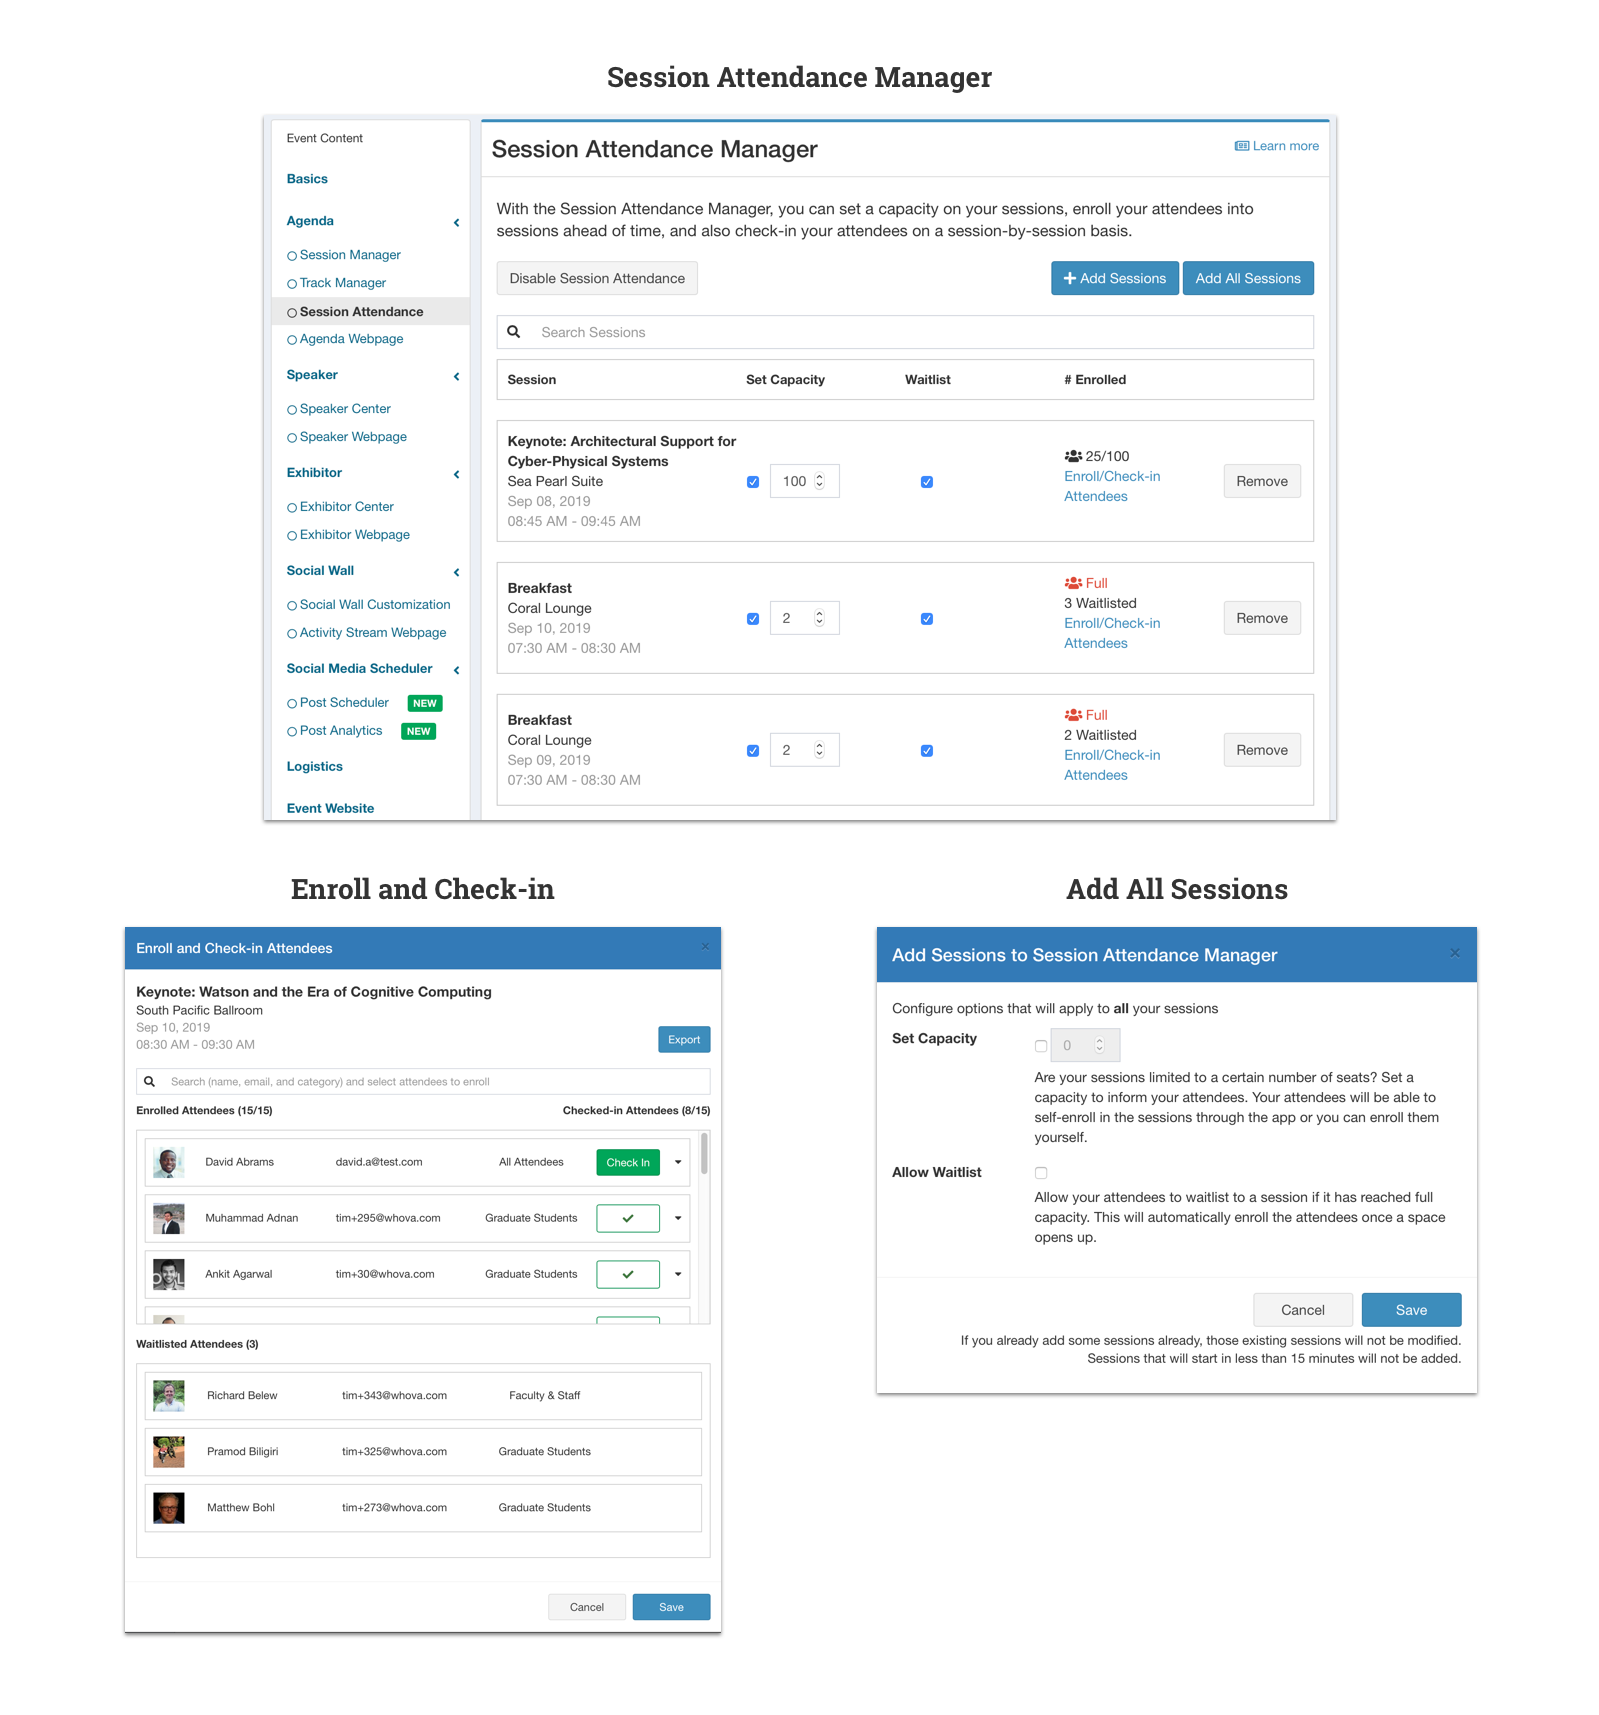 Session Attendance Manager
Event Content
Basics
Agenda
Session Manager
Track Manager
Session Attendance
Agenda Webpage
Speaker
Speaker Center
Speaker Webpage
Exhibitor
Exhibitor Center
Exhibitor Webpage
Social Wall
Social Wall Customization
Activity Stream Webpage
Social Media Scheduler
Post Scheduler NEW
Post Analytics NEW
Logistics
Event Website
Session Attendance Manager
Learn more
With the Session Attendance Manager, you can set a capacity on your sessions, enroll your attendees into
sessions ahead of time, and also check-in your attendees on a session-by-session basis.
Disable Session Attendance
Add Sessions
Add All Sessions
Search Sessions
Session Set Capacity Waitlist # Enrolled
Keynote: Architectural Support for
Cyber-Physical Systems
Sea Pearl Suite
Sep 08, 2019
08:45 AM - 09:45 AM
100
25/100
Enroll/Check-in
Attendees
Remove
Breakfast
Coral Lounge
Sep 10, 2019
07:30 AM - 08:30 AM
2
Full
3 Waitlisted
Enroll/Check-in
Attendees
Remove
Breakfast
Coral Lounge
Sep 09, 2019
07:30 AM - 08:30 AM
2
Full
2 Waitlisted
Enroll/Check-in
Attendees
Remove
Enroll and Check-in
Enroll and Check-in Attendees
Keynote: Watson and the Era of Cognitive Computing
South Pacific Ballroom
Sep 10, 2019
08:30 AM - 09:30 AM
Export
Search (name, email, and category) and select attendees to enroll
Enrolled Attendees (15/15) Checked-in Attendees (8/15)
David Abrams david.a@test.com All Attendees Check In
Muhammad Adnan tim+295@whova.com Graduate Students
Ankit Agarwal tim+30@whova.com Graduate Students
Waitlisted Attendees (3)
Richard Belew tim+343@whova.com Faculty & Staff
Pramod Biligiri tim+325@whova.com Graduate Students
Matthew Bohl tim+273@whova.com Graduate Students
Cancel Save
Add All Sessions
Add Sessions to Session Attendance Manager
Configure options that will apply to all your sessions
Set Capacity
0
Are your sessions limited to a certain number of seats? Set a
capacity to inform your attendees. Your attendees will be able to
self-enroll in the sessions through the app or you can enroll them
yourself.
Allow Waitlist
Allow your attendees to waitlist to a session if it has reached full
capacity. This will automatically enroll the attendees once a space
opens up.
Cancel Save
If you already add some sessions already, those existing sessions will not be modified.
Sessions that will start in less than 15 minutes will not be added.